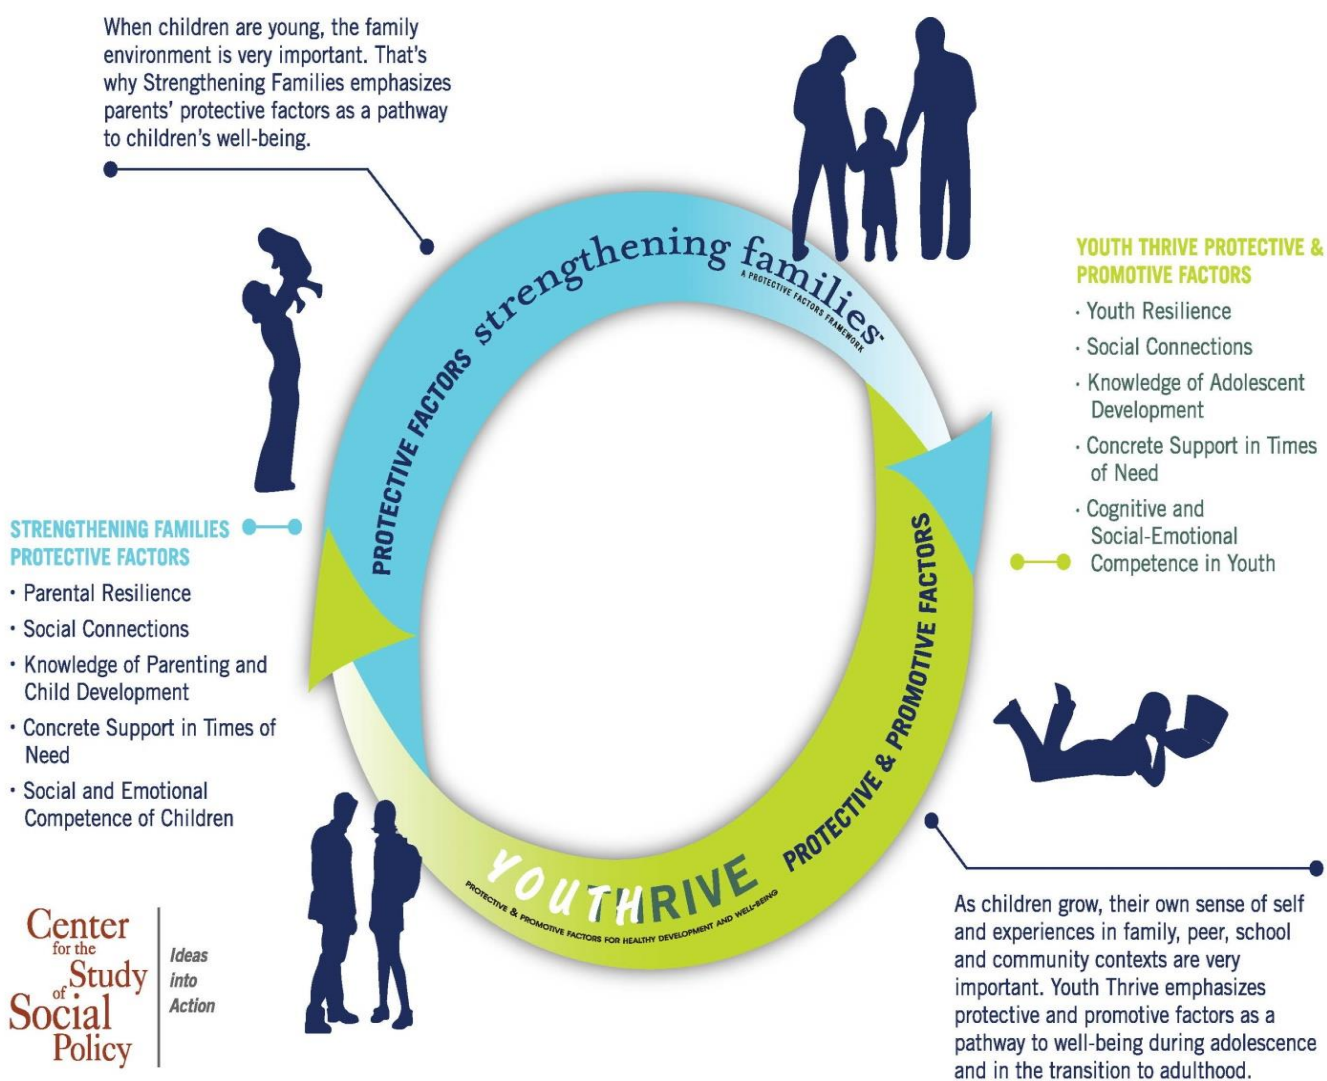 When children are young, the family
environment is very important. That's
why Strengthening Families emphasizes
parents' protective factors as a pathway
to children's well-being.
PROTECTIVE FACTORS strengthening families™
A PROTECTIVE FACTORS FRAMEWORK
YOUTH THRIVE PROTECTIVE &
PROMOTIVE FACTORS
· Youth Resilience
· Social Connections
· Knowledge of Adolescent
Development
· Concrete Support in Times
of Need
· Cognitive and
Social-Emotional
Competence in Youth
STRENGTHENING FAMILIES
PROTECTIVE FACTORS
• Parental Resilience
• Social Connections
• Knowledge of Parenting and
Child Development
• Concrete Support in Times of
Need
• Social and Emotional
Competence of Children
YOUTHRIVE PROTECTIVE & PROMOTIVE FACTORS
PROTECTIVE & PROMOTIVE FACTORS FOR HEALTHY DEVELOPMENT AND WELL-BEING
As children grow, their own sense of self
and experiences in family, peer, school
and community contexts are very
important. Youth Thrive emphasizes
protective and promotive factors as a
pathway to well-being during adolescence
and in the transition to adulthood.
Center
for the
Study
of
Social
Policy
Ideas
into
Action